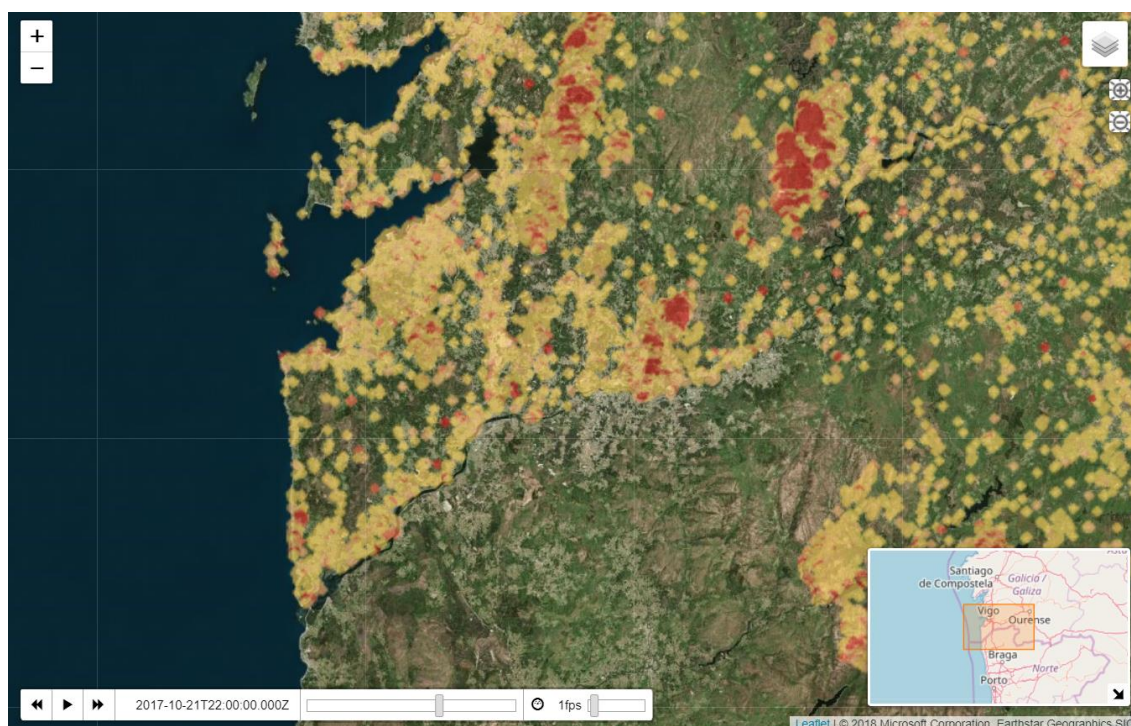 +
−
2017-10-21T22:00:00.000Z
1fps
Santiago
de Compostela
Galicia /
Galiza
Vigo
Ourense
Braga
Norte
Porto
Leaflet | © 2018 Microsoft Corporation, Earthstar Geographics SIO